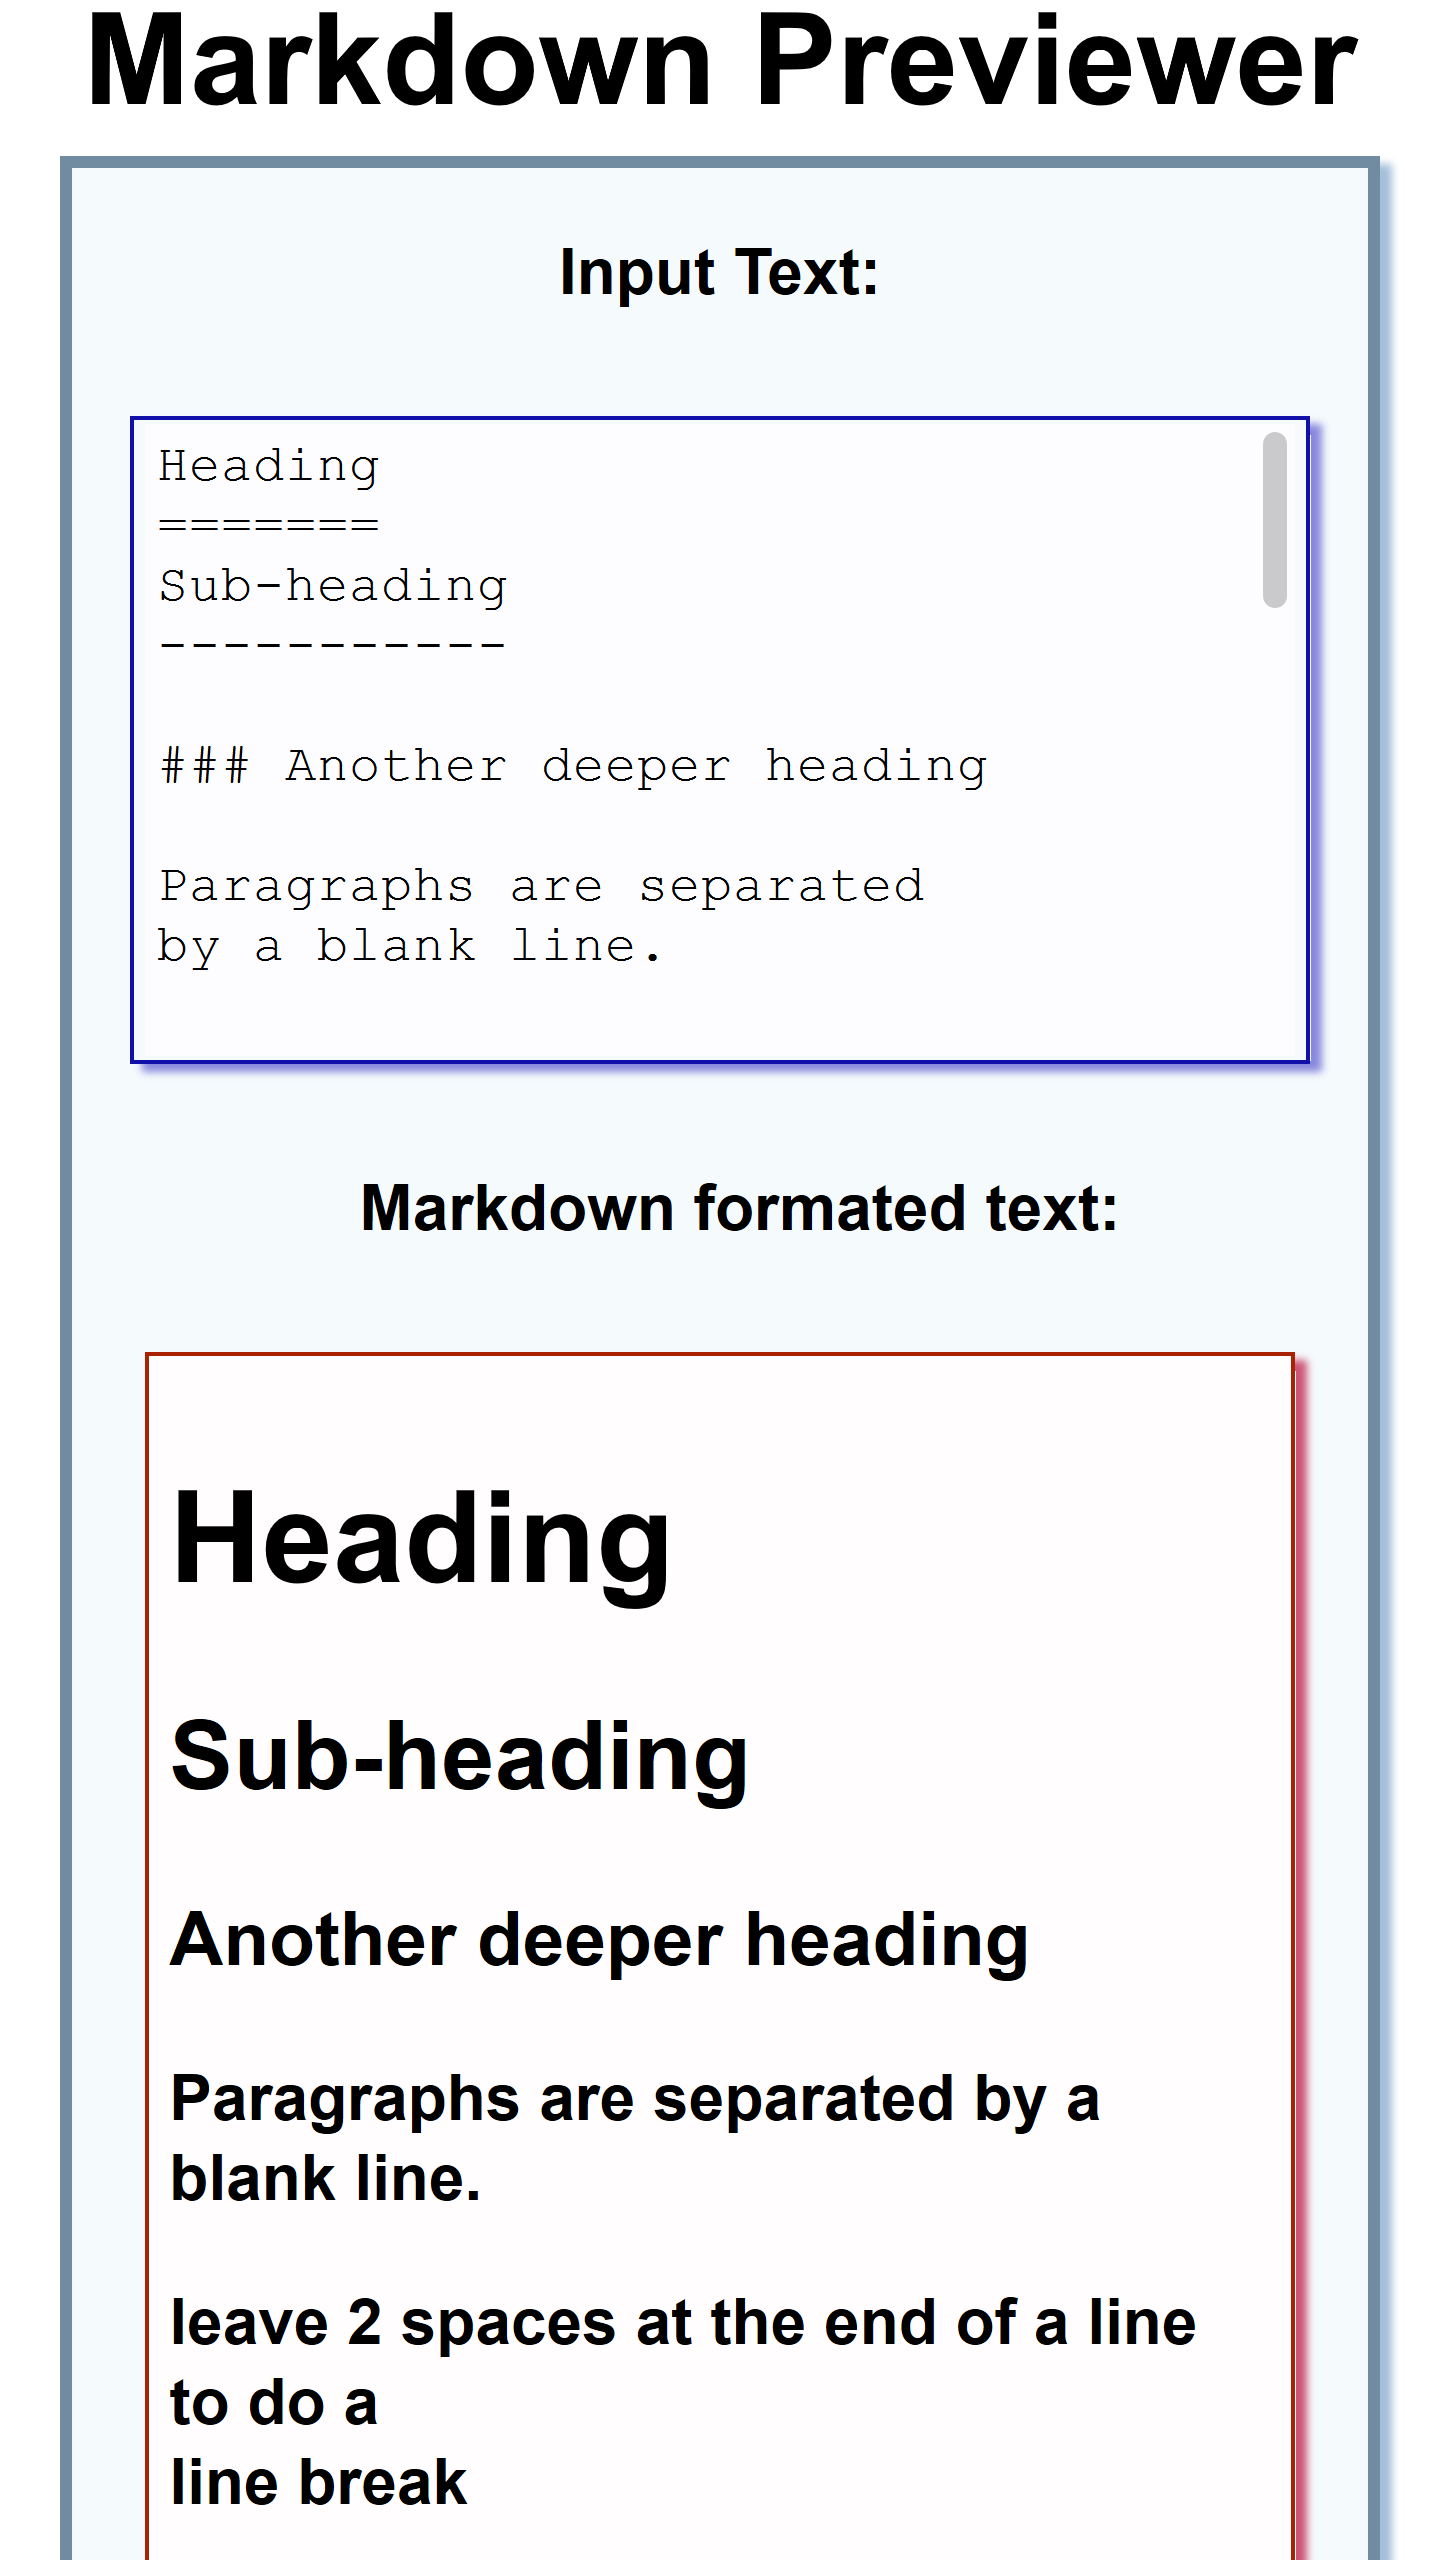 Markdown Previewer
Input Text:
Heading
=======
Sub-heading
-----------
### Another deeper heading
Paragraphs are separated
by a blank line.
Markdown formated text:
Heading
Sub-heading
Another deeper heading
Paragraphs are separated by a
blank line.
leave 2 spaces at the end of a line
to do a
line break